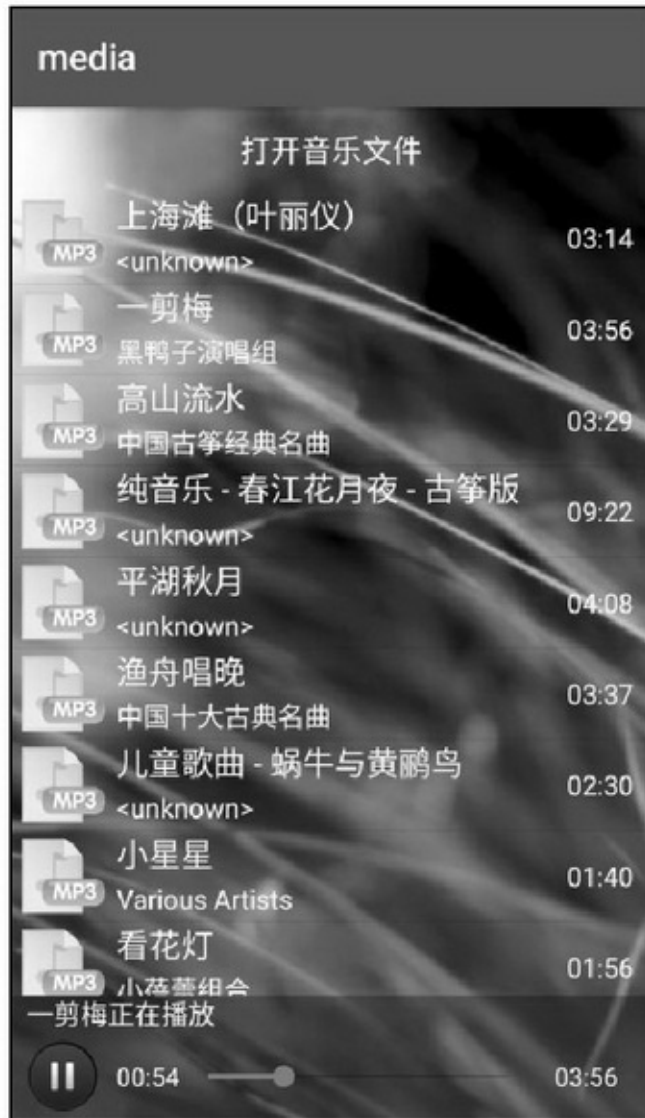 media
打开音乐文件
上海滩（叶丽仪）
MP3
<unknown>
03:14
一剪梅
MP3
黑鸭子演唱组
03:56
高山流水
MP3
中国古筝经典名曲
03:29
纯音乐 - 春江花月夜 - 古筝版
MP3
<unknown>
09:22
平湖秋月
MP3
<unknown>
04:08
渔舟唱晚
MP3
中国十大古典名曲
03:37
儿童歌曲 - 蜗牛与黄鹂鸟
MP3
<unknown>
02:30
小星星
MP3
Various Artists
01:40
看花灯
MP3
小蓓蕾组合
01:56
一剪梅正在播放
00:54
03:56